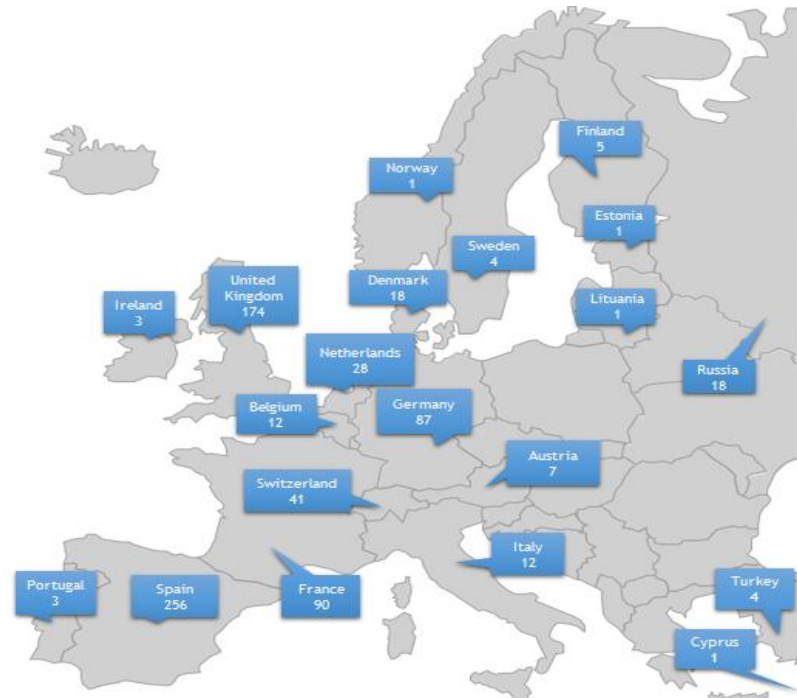 Finland
5
Norway
1
Estonia
1
Sweden
4
United
Kingdom
174
Denmark
18
Ireland
3
Lituania
1
Netherlands
28
Russia
18
Belgium
12
Germany
87
Austria
7
Switzerland
41
Italy
12
Portugal
3
Spain
256
France
90
Turkey
4
Cyprus
1